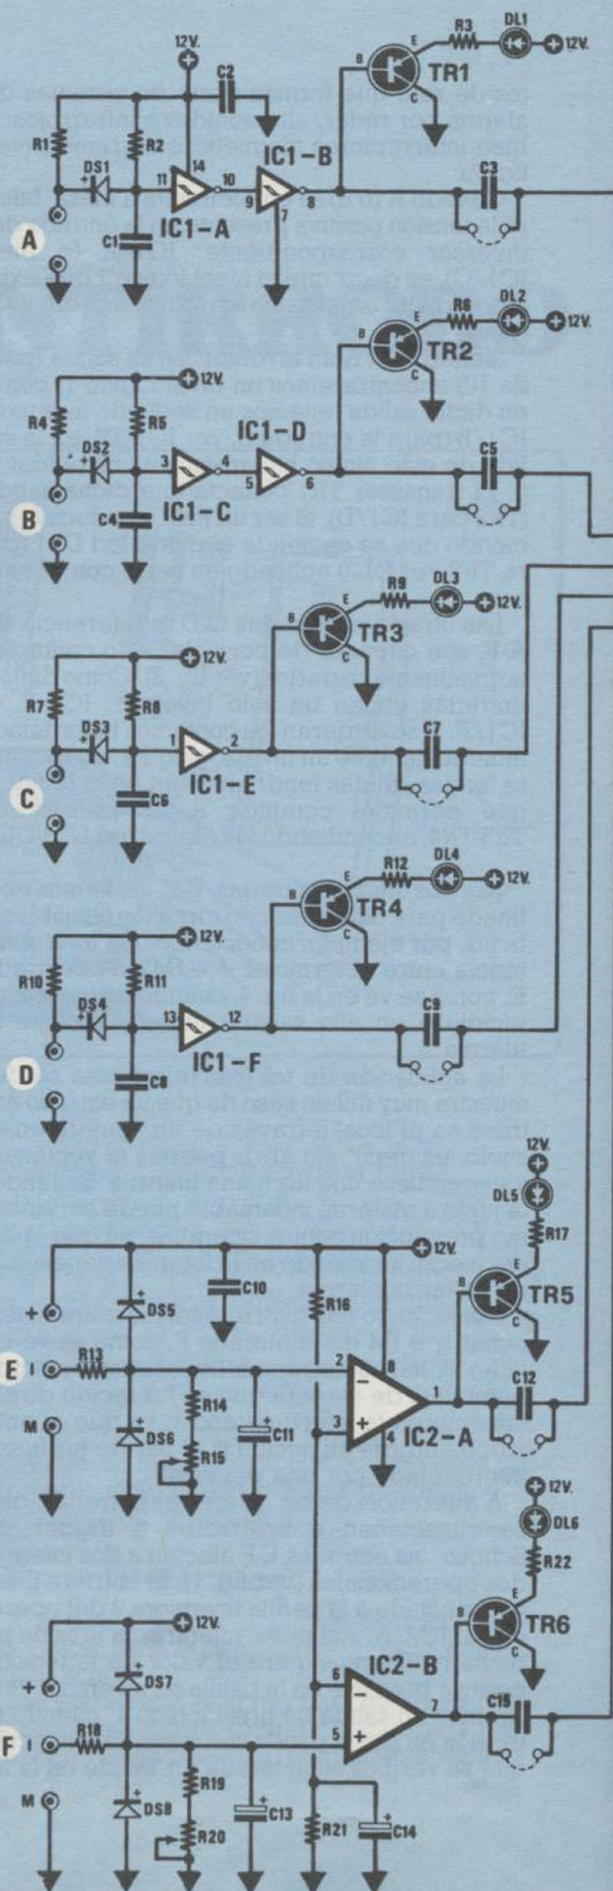 12V.
C2
R1
R2
DS1
14
11
10
IC1-A
IC1-B
9
8
7
A
C1
B
E
C
TR1
R3
DL1
12V.
C3
12V.
R4
R5
DS2
3
4
IC1-C
IC1-D
5
6
B
C4
B
E
C
TR2
R6
DL2
12V.
C5
12V.
R7
R8
DS3
1
2
IC1-E
C
C6
B
E
C
TR3
R9
DL3
12V.
C7
12V.
R10
R11
DS4
13
12
IC1-F
D
C8
B
E
C
TR4
R12
DL4
12V.
C9
12V.
DL5
R17
B
E
C
TR5
12V.
+
DS5
C10
R16
E
I
R13
M
DS6
R14
R15
C11
2
3
8
4
1
IC2-A
C12
12V.
DL6
R22
B
E
C
TR6
12V.
+
DS7
F
I
R18
M
DS8
R19
R20
C13
IC2-B
6
5
7
R21
C14
C15